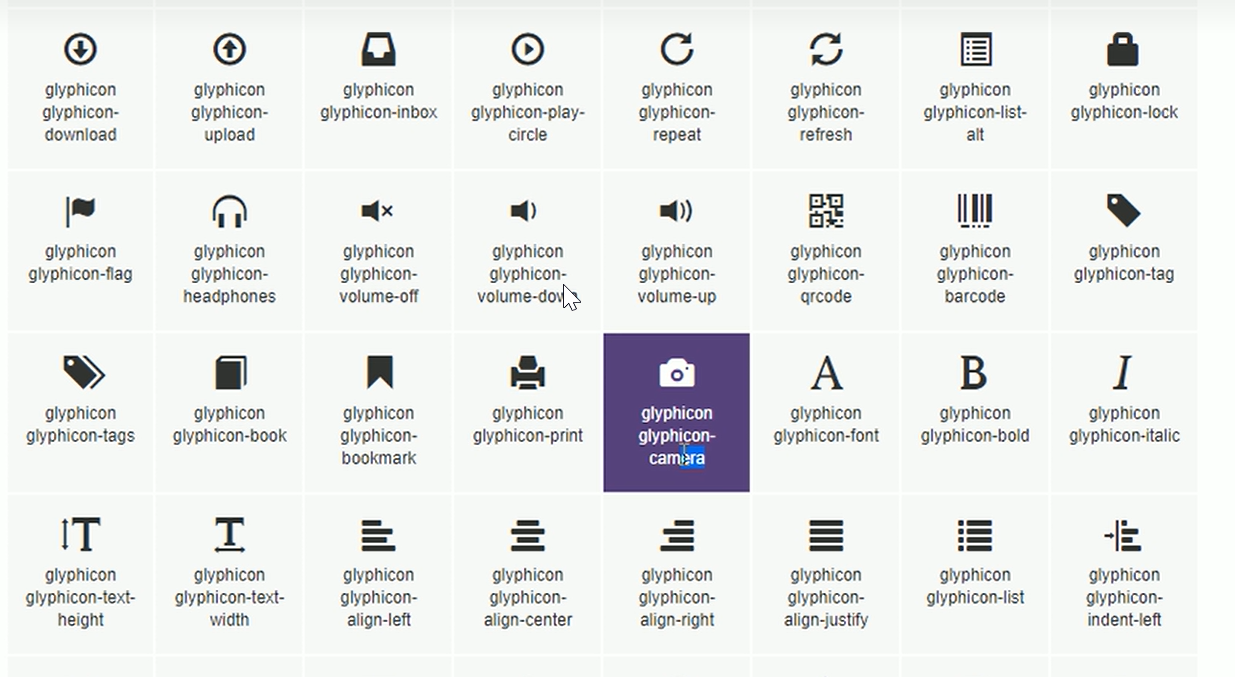 glyphicon
glyphicon-
download
glyphicon
glyphicon-
upload
glyphicon
glyphicon-inbox
glyphicon
glyphicon-play-
circle
glyphicon
glyphicon-
repeat
glyphicon
glyphicon-
refresh
glyphicon
glyphicon-list-
alt
glyphicon
glyphicon-lock
glyphicon
glyphicon-flag
glyphicon
glyphicon-
headphones
glyphicon
glyphicon-
volume-off
glyphicon
glyphicon-
volume-down
glyphicon
glyphicon-
volume-up
glyphicon
glyphicon-
qrcode
glyphicon
glyphicon-
barcode
glyphicon
glyphicon-tag
glyphicon
glyphicon-tags
glyphicon
glyphicon-book
glyphicon
glyphicon-
bookmark
glyphicon
glyphicon-print
glyphicon
glyphicon-
camera
A
glyphicon
glyphicon-font
B
glyphicon
glyphicon-bold
I
glyphicon
glyphicon-italic
T
glyphicon
glyphicon-text-
height
T
glyphicon
glyphicon-text-
width
glyphicon
glyphicon-
align-left
glyphicon
glyphicon-
align-center
glyphicon
glyphicon-
align-right
glyphicon
glyphicon-
align-justify
glyphicon
glyphicon-list
glyphicon
glyphicon-
indent-left